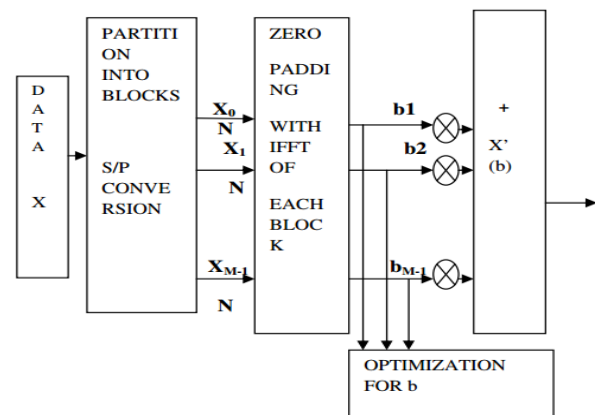 D
A
T
A
X
PARTITI
ON
INTO
BLOCKS
S/P
CONVE
RSION
X0
N
X1
N
XM-1
N
ZERO
PADDI
NG
WITH
IFFT
OF
EACH
BLOC
K
b1
b2
bM-1
+
X’
(b)
OPTIMIZATION
FOR b